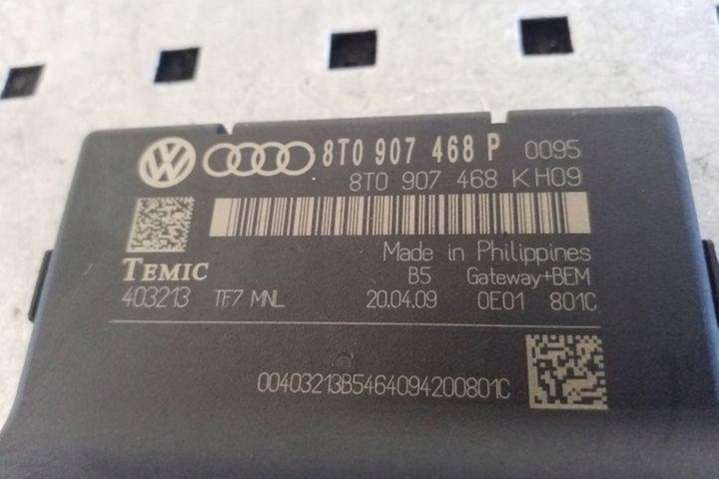 8T0 907 468 P 0095
8T0 907 468 K H09
Made in Philippines
TEMIC B5 Gateway+BEM
403213 TF7 MNL 20.04.09 0E01 801C
00403213B5464094200801C